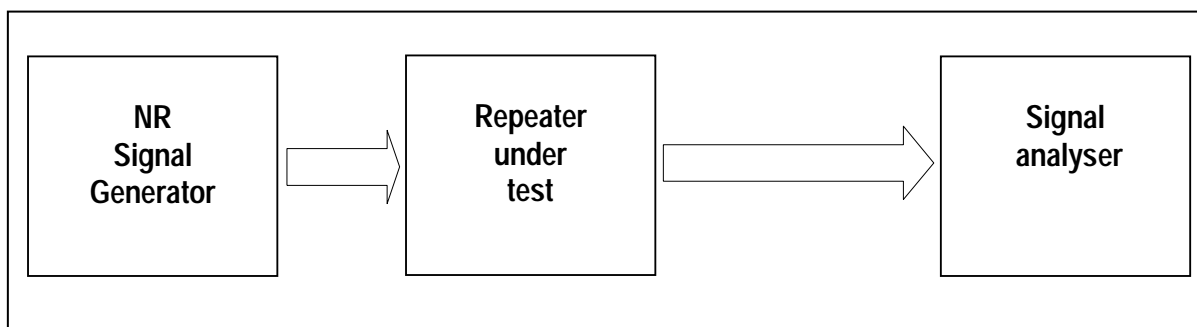 NR
Signal
Generator
Repeater
under
test
Signal
analyser